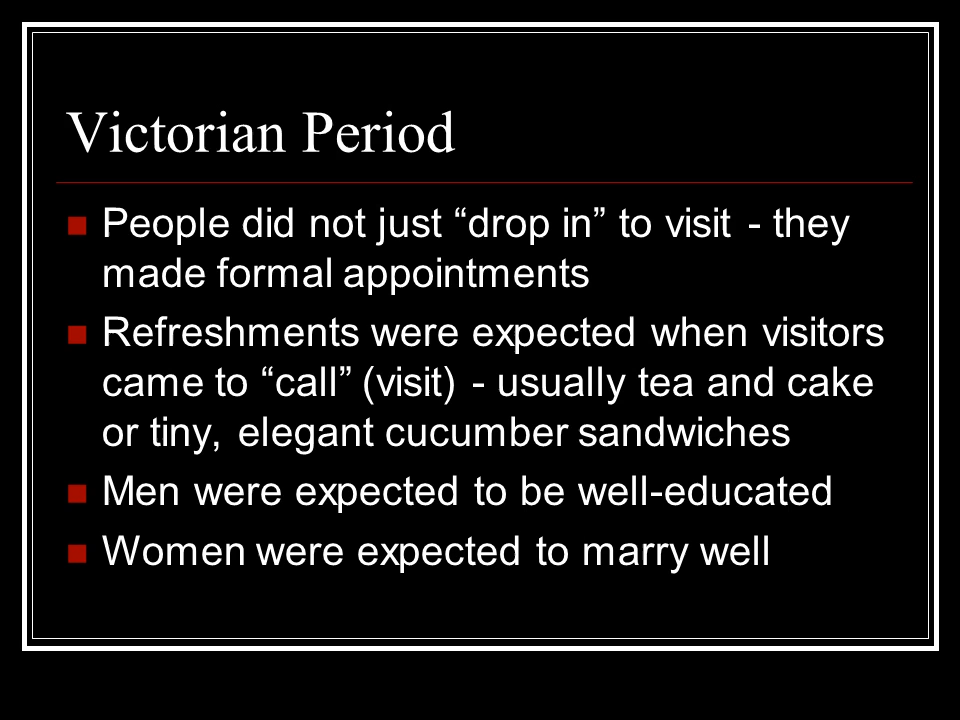 Victorian Period
People did not just “drop in” to visit - they
made formal appointments
Refreshments were expected when visitors
came to “call” (visit) - usually tea and cake
or tiny, elegant cucumber sandwiches
Men were expected to be well-educated
Women were expected to marry well